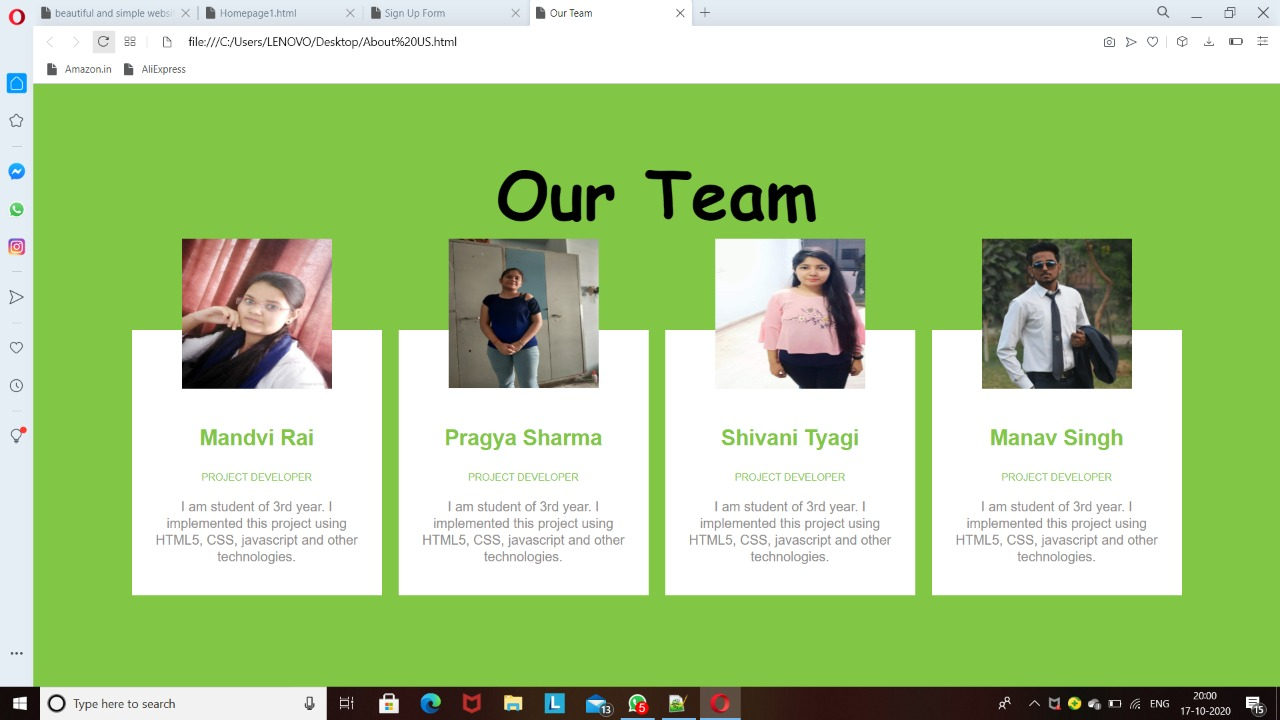 beautiful and simple websi
Homepage1.html
Sign Up Form
Our Team
file:///C:/Users/LENOVO/Desktop/About%20US.html
Amazon.in
AliExpress
Our Team
Mandvi Rai
PROJECT DEVELOPER
I am student of 3rd year. I
implemented this project using
HTML5, CSS, javascript and other
technologies.
Pragya Sharma
PROJECT DEVELOPER
I am student of 3rd year. I
implemented this project using
HTML5, CSS, javascript and other
technologies.
Shivani Tyagi
PROJECT DEVELOPER
I am student of 3rd year. I
implemented this project using
HTML5, CSS, javascript and other
technologies.
Manav Singh
PROJECT DEVELOPER
I am student of 3rd year. I
implemented this project using
HTML5, CSS, javascript and other
technologies.
Type here to search
L
13
5
ENG
20:00
17-10-2020
15